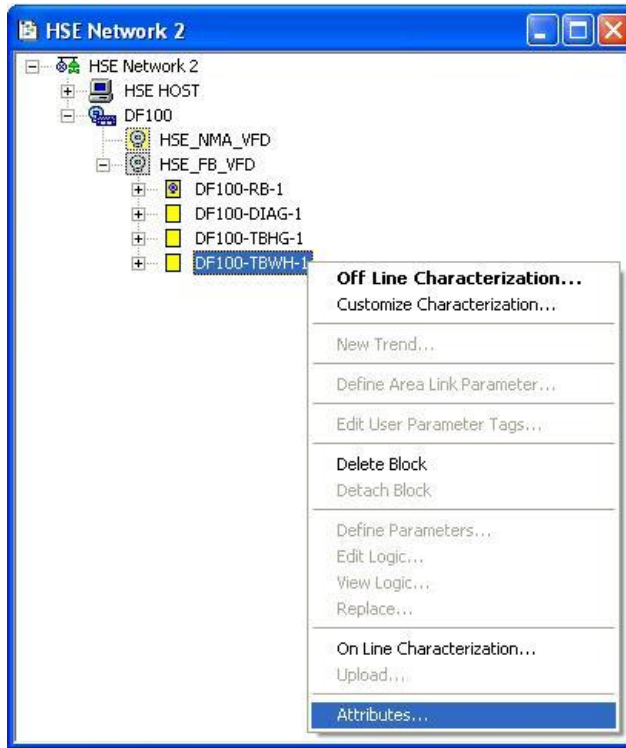 HSE Network 2
HSE Network 2
HSE HOST
DF100
HSE_NMA_VFD
HSE_FB_VFD
DF100-RB-1
DF100-DIAG-1
DF100-TBHG-1
DF100-TBWH-1
Off Line Characterization...
Customize Characterization...
New Trend...
Define Area Link Parameter...
Edit User Parameter Tags...
Delete Block
Detach Block
Define Parameters...
Edit Logic...
View Logic...
Replace...
On Line Characterization...
Upload...
Attributes...